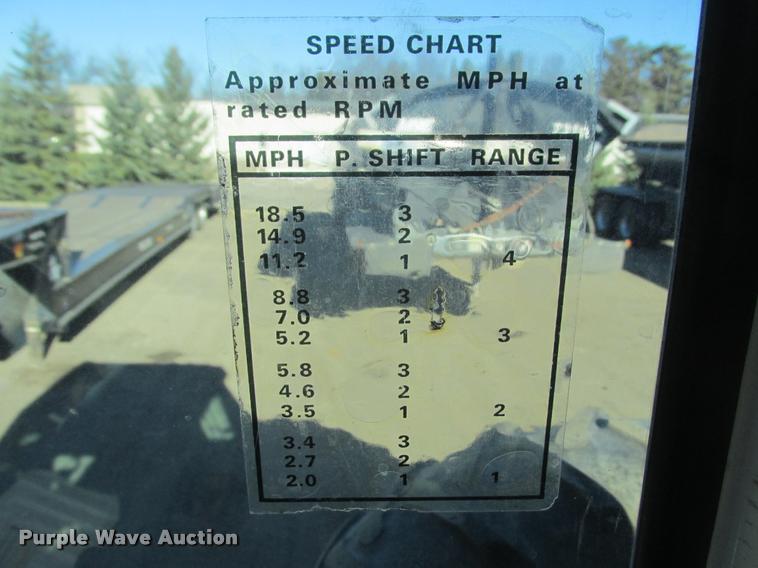 SPEED CHART
Approximate MPH at
rated RPM
MPH P. SHIFT RANGE
18.5 3
14.9 2
11.2 1 4
8.8 3
7.0 2
5.2 1 3
5.8 3
4.6 2
3.5 1 2
3.4 3
2.7 2
2.0 1 1
Purple Wave Auction